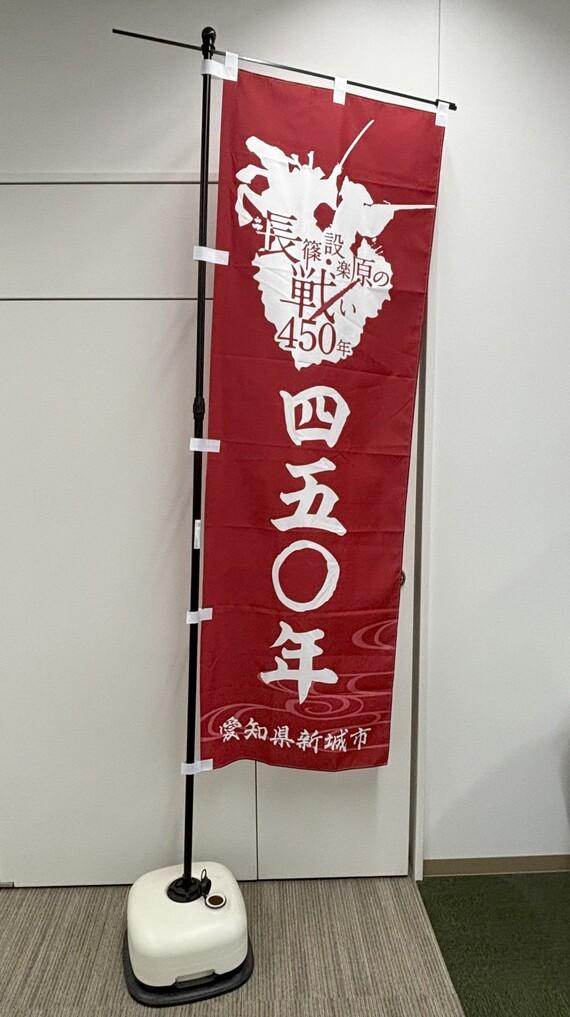 長篠・設楽原の
戦い
450年
四五〇年
愛知県新城市